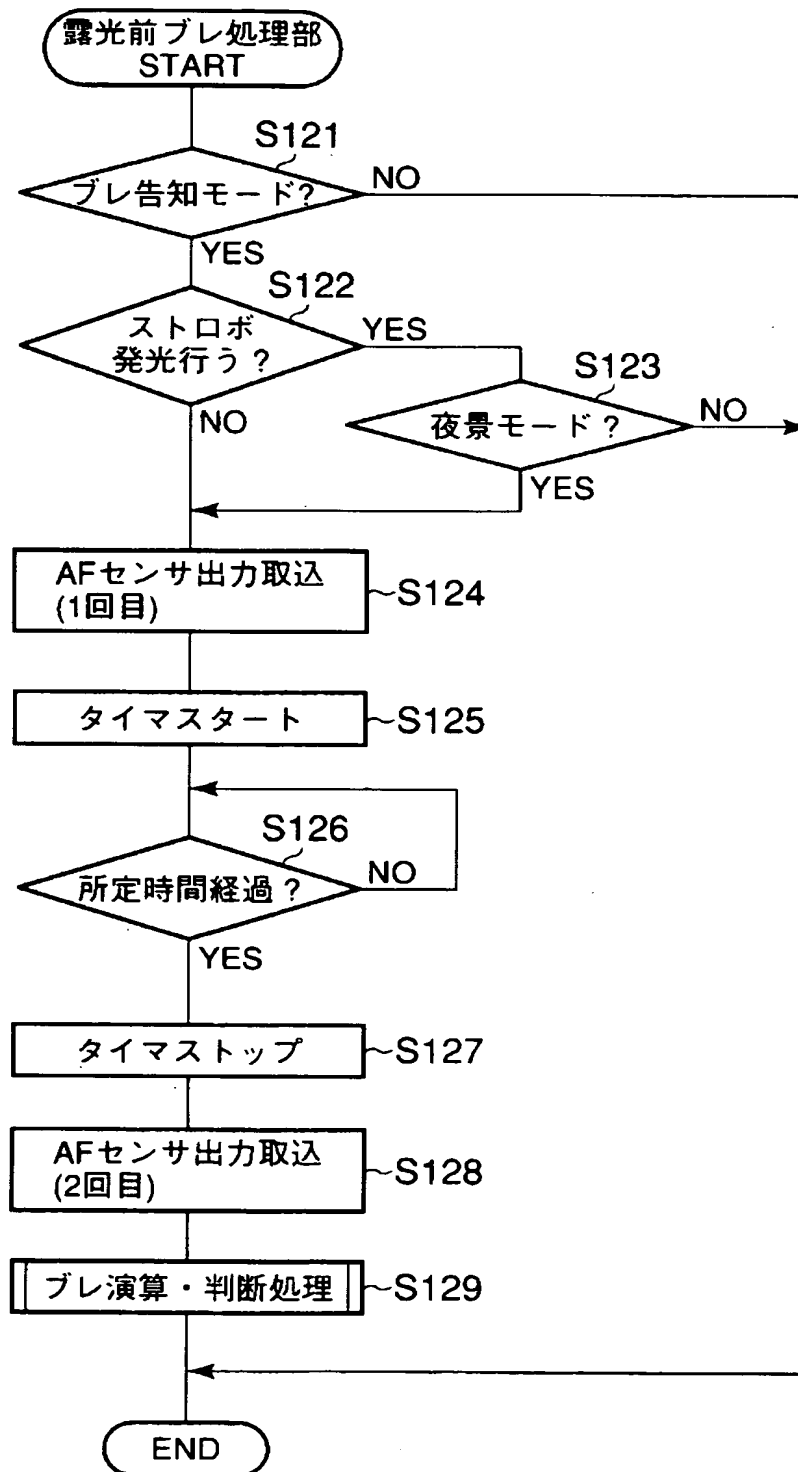 露光前ブレ処理部
START
S121
ブレ告知モード?
NO
YES
S122
ストロボ
発光行う?
YES
NO
S123
夜景モード?
NO
YES
AFセンサ出力取込
(1回目)
S124
タイマスタート
S125
S126
所定時間経過?
NO
YES
タイマストップ
S127
AFセンサ出力取込
(2回目)
S128
ブレ演算・判断処理
S129
END